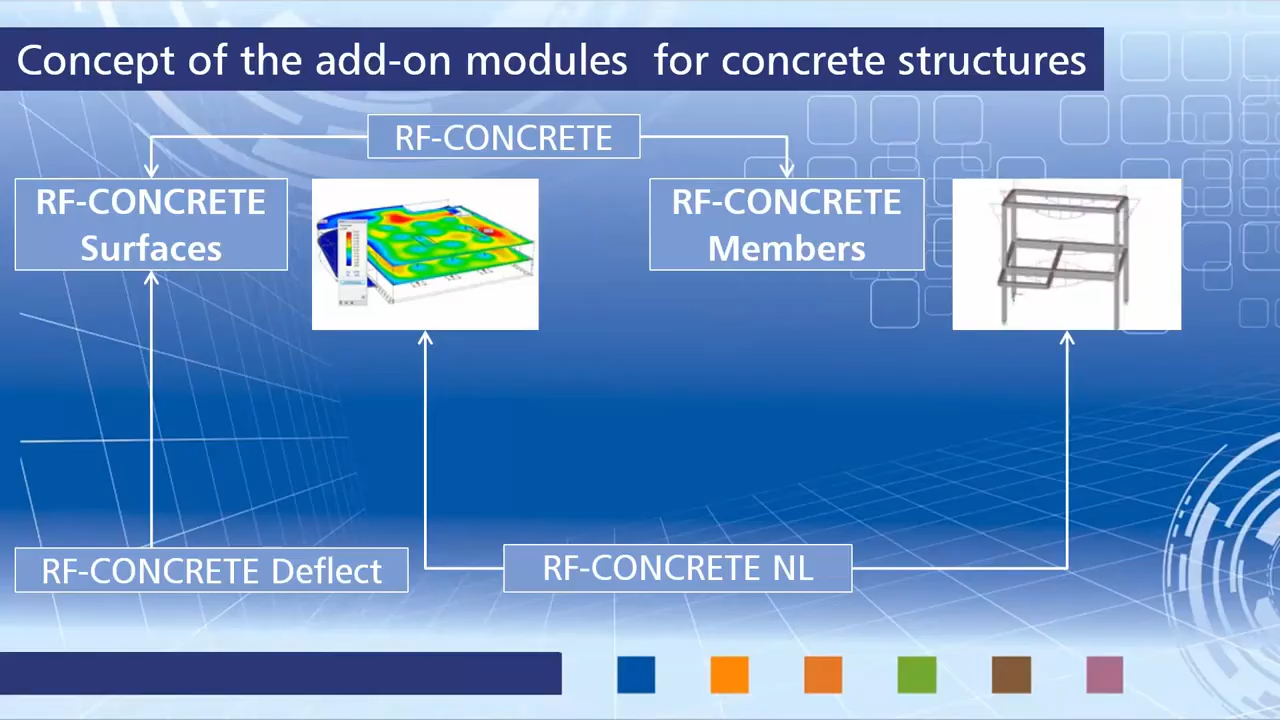 Concept of the add-on modules  for concrete structures
RF-CONCRETE
RF-CONCRETE
Surfaces
RF-CONCRETE
Members
RF-CONCRETE Deflect
RF-CONCRETE NL